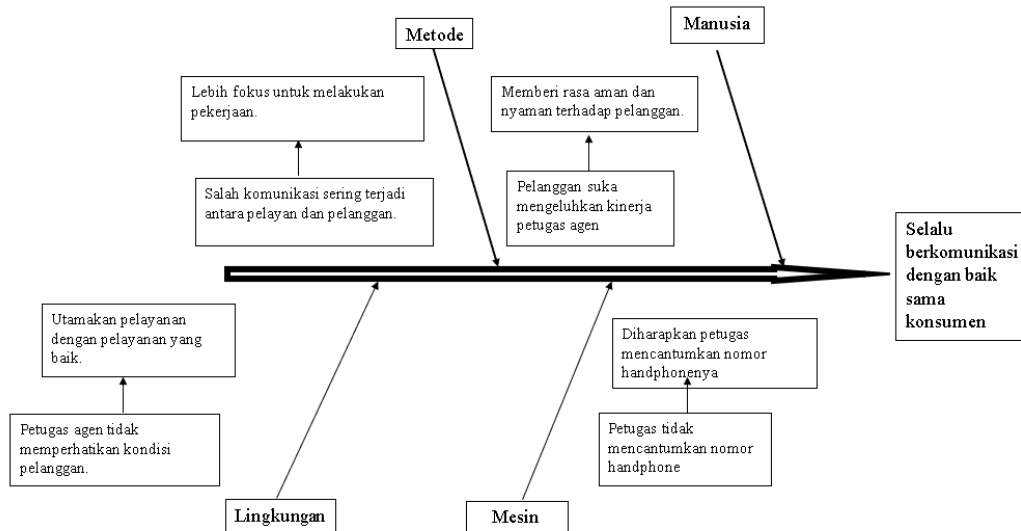 Metode
Manusia
Lebih fokus untuk melakukan
pekerjaan.
Memberi rasa aman dan
nyaman terhadap pelanggan.
Salah komunikasi sering terjadi
antara pelayan dan pelanggan.
Pelanggan suka
mengeluhkan kinerja
petugas agen
Selalu
berkomunikasi
dengan baik
sama
konsumen
Utamakan pelayanan
dengan pelayanan yang
baik.
Diharapkan petugas
mencantumkan nomor
handphonenya
Petugas agen tidak
memperhatikan kondisi
pelanggan.
Petugas tidak
mencantumkan nomor
handphone
Lingkungan
Mesin